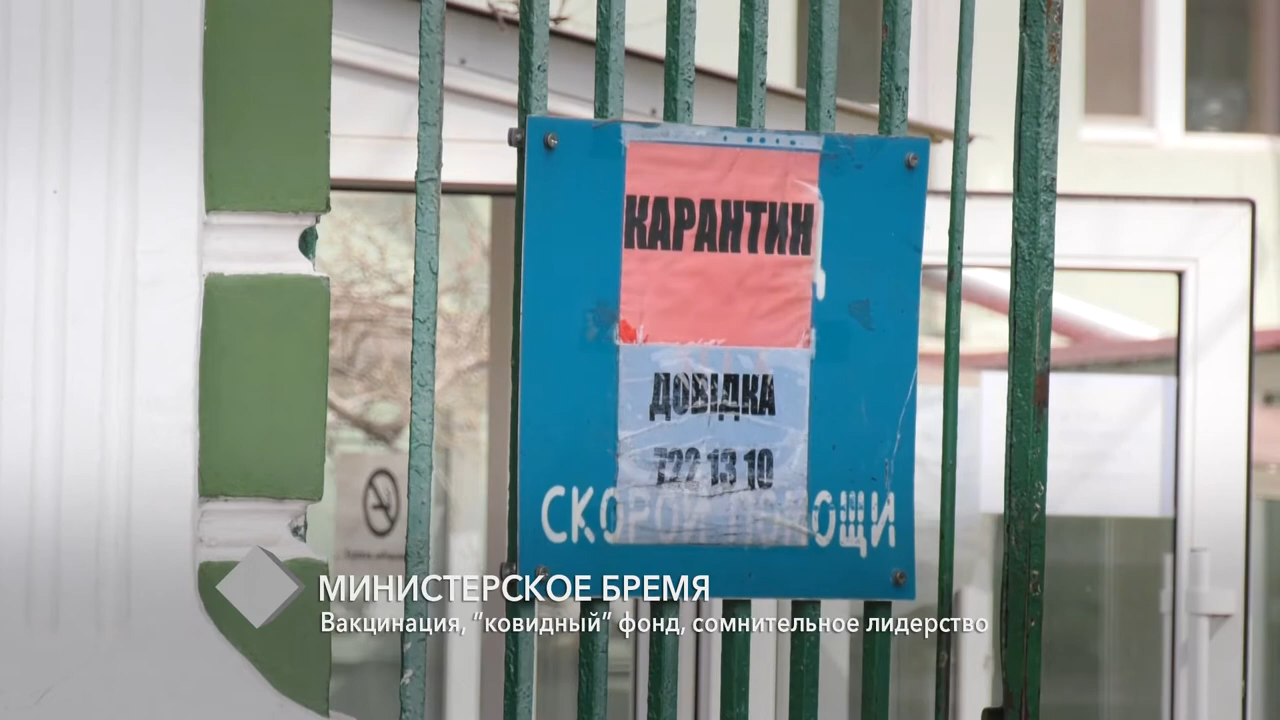 КАРАНТИН
ДОВІДКА
722 13 10
СКОРОЙ ПОМОЩИ
МИНИСТЕРСКОЕ БРЕМЯ
Вакцинация, "ковидный" фонд, сомнительное лидерство